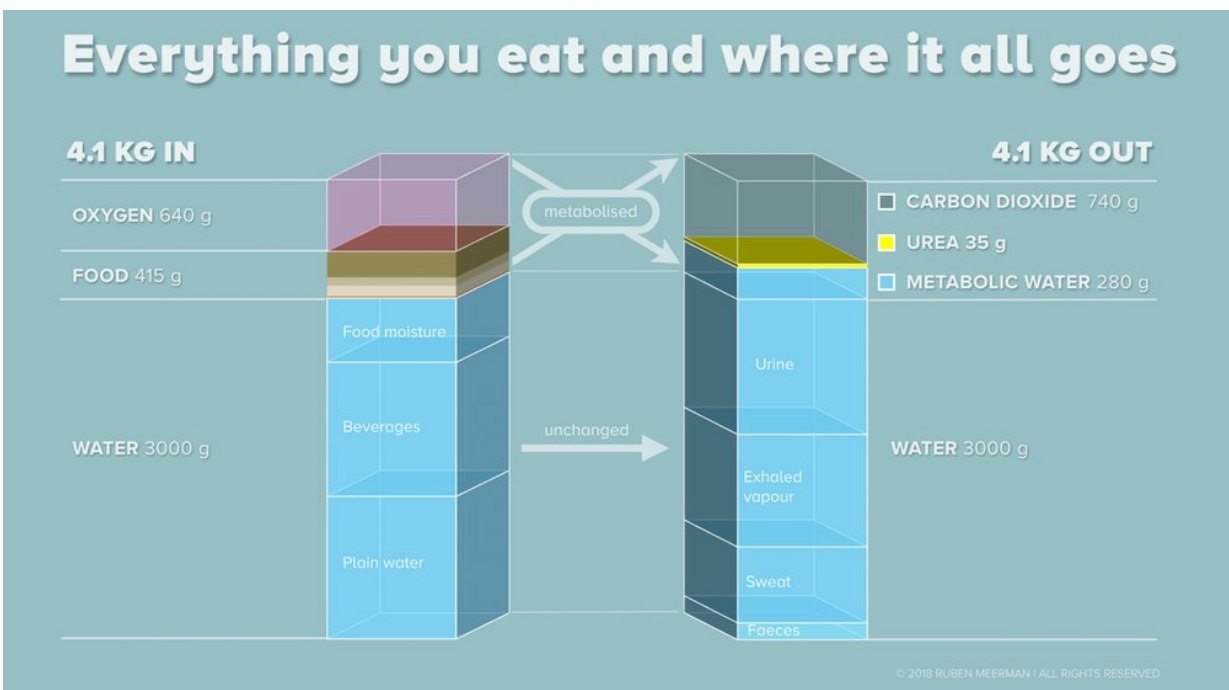 Everything you eat and where it all goes
4.1 KG IN
4.1 KG OUT
OXYGEN 640 g
FOOD 415 g
WATER 3000 g
Food moisture
Beverages
Plain water
metabolised
unchanged
CARBON DIOXIDE 740 g
UREA 35 g
METABOLIC WATER 280 g
Urine
Exhaled
vapour
Sweat
Faeces
WATER 3000 g
© 2018 RUBEN MEERMAN | ALL RIGHTS RESERVED